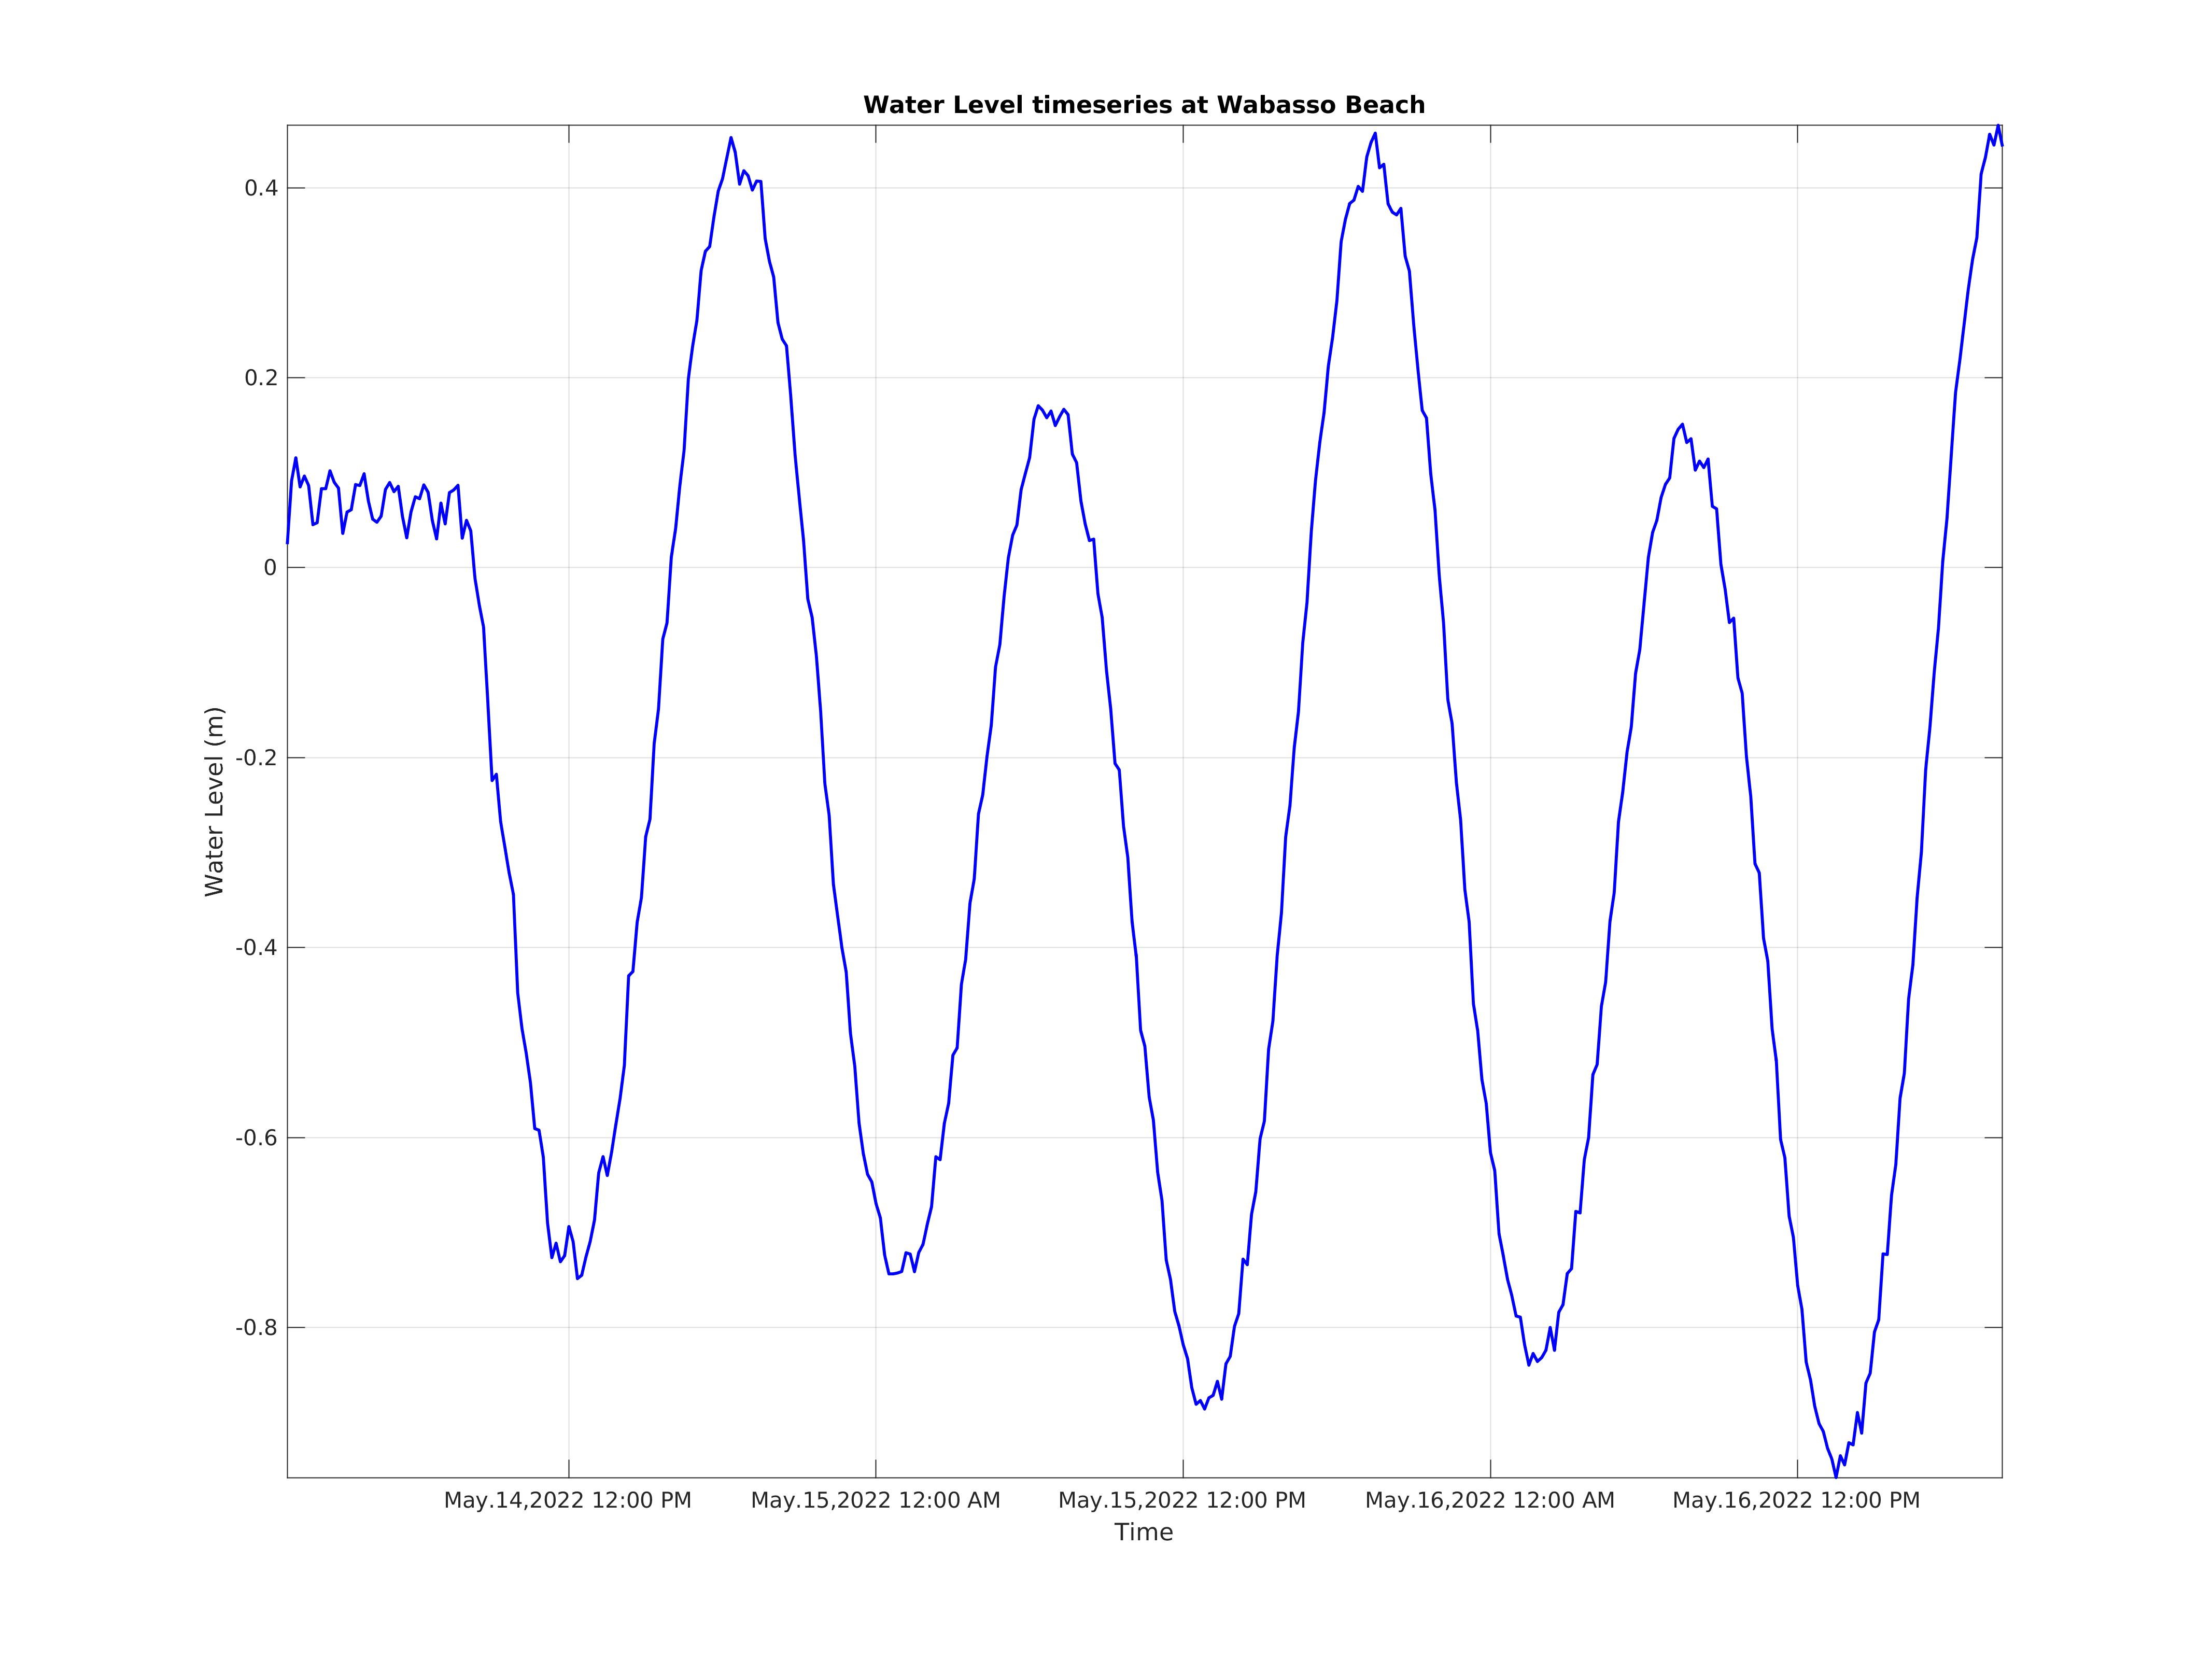 Water Level timeseries at Wabasso Beach
0.4
0.2
0
-0.2
-0.4
-0.6
-0.8
Water Level (m)
May.14,2022 12:00 PM
May.15,2022 12:00 AM
May.15,2022 12:00 PM
May.16,2022 12:00 AM
May.16,2022 12:00 PM
Time